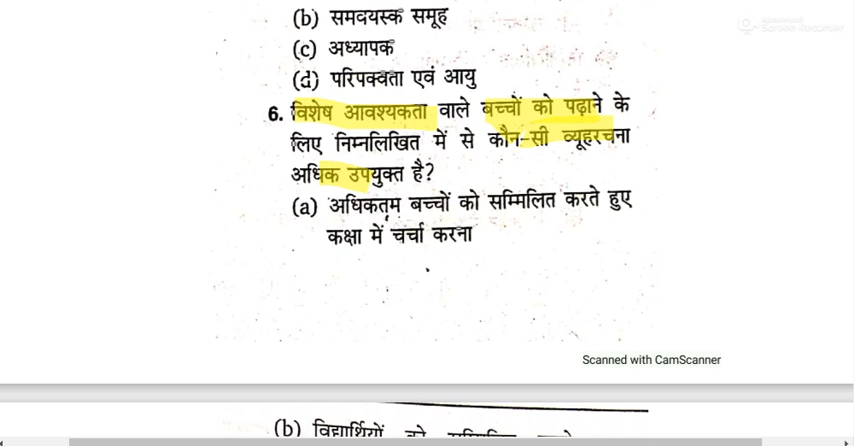 (b) समवयस्क समूह
(c) अध्यापक
(d) परिपक्वता एवं आयु
6. विशेष आवश्यकता वाले बच्चों को पढ़ाने के
लिए निम्नलिखित में से कौन-सी व्यूहरचना
अधिक उपयुक्त है?
(a) अधिकतम बच्चों को सम्मिलित करते हुए
कक्षा में चर्चा करना
Scanned with CamScanner
(b) विद्यार्थियों